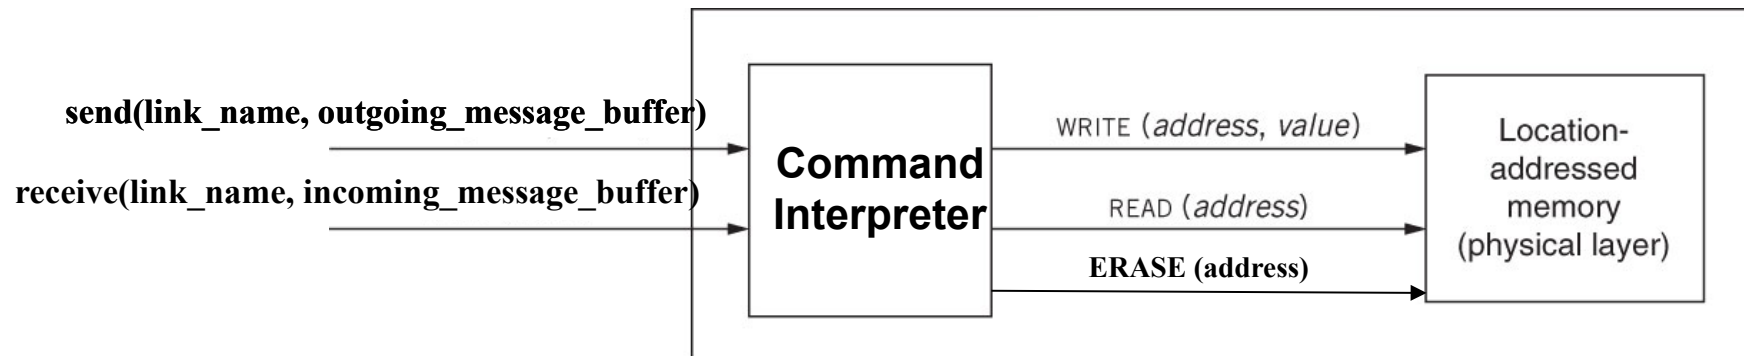 send(link_name, outgoing_message_buffer)
receive(link_name, incoming_message_buffer)
Command
Interpreter
WRITE (address, value)
READ (address)
ERASE (address)
Location-
addressed
memory
(physical layer)